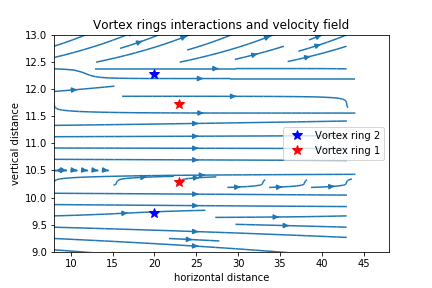 Vortex rings interactions and velocity field
13.0
12.5
12.0
11.5
11.0
10.5
10.0
9.5
9.0
vertical distance
Vortex ring 2
Vortex ring 1
10 15 20 25 30 35 40 45
horizontal distance